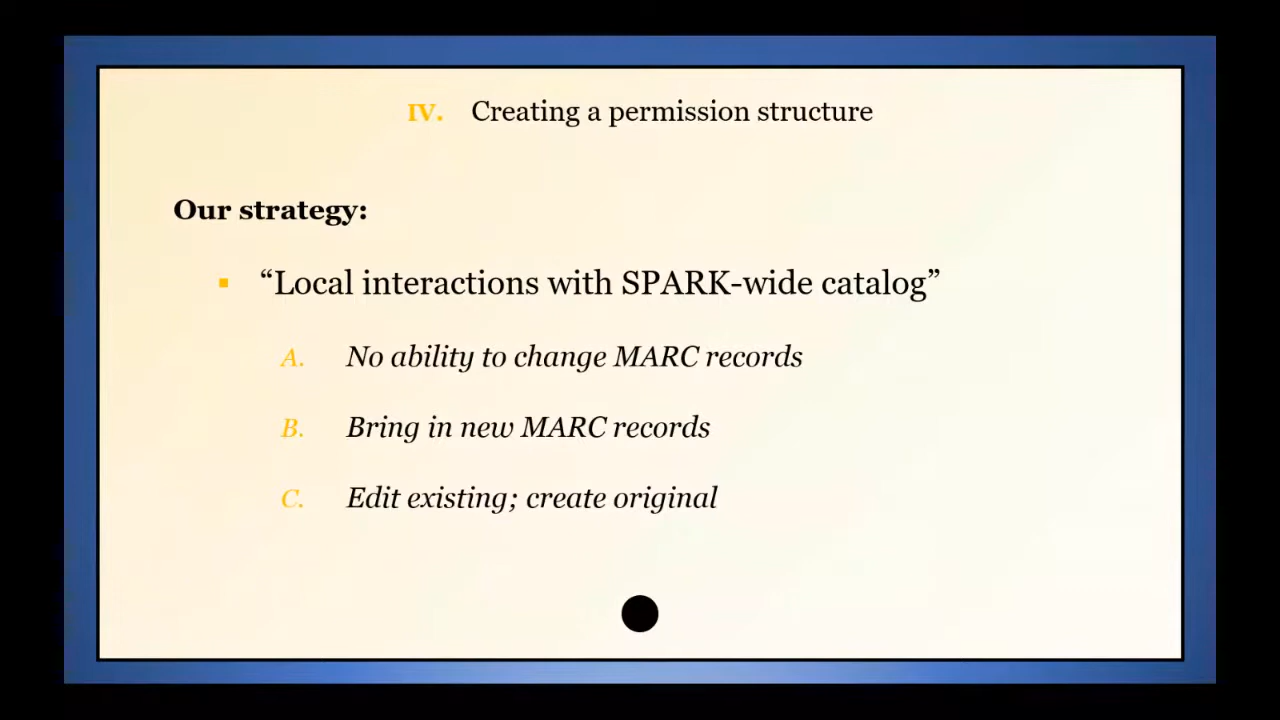 IV. Creating a permission structure
Our strategy:
“Local interactions with SPARK-wide catalog”
A. No ability to change MARC records
B. Bring in new MARC records
C. Edit existing; create original